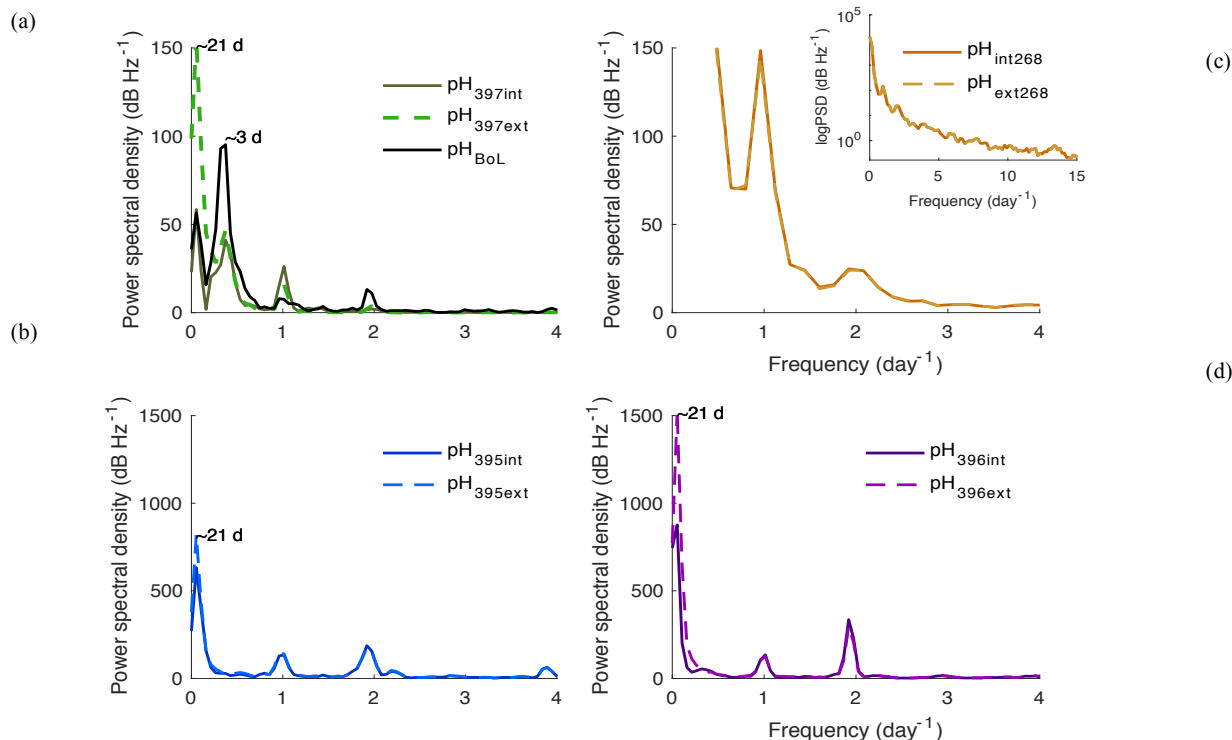 (a)
Power spectral density (dB Hz⁻¹)
150
100
50
0
~21 d
~3 d
pH397int
pH397ext
pHBoL
0 1 2 3 4
(c)
Power spectral density (dB Hz⁻¹)
150
100
50
0
0 1 2 3 4
Frequency (day⁻¹)
logPSD (dB Hz⁻¹)
10⁵
10⁰
0 5 10 15
Frequency (day⁻¹)
pHint268
pHext268
(b)
Power spectral density (dB Hz⁻¹)
1500
1000
500
0
~21 d
pH395int
pH395ext
0 1 2 3 4
Frequency (day⁻¹)
(d)
Power spectral density (dB Hz⁻¹)
1500
1000
500
0
~21 d
pH396int
pH396ext
0 1 2 3 4
Frequency (day⁻¹)